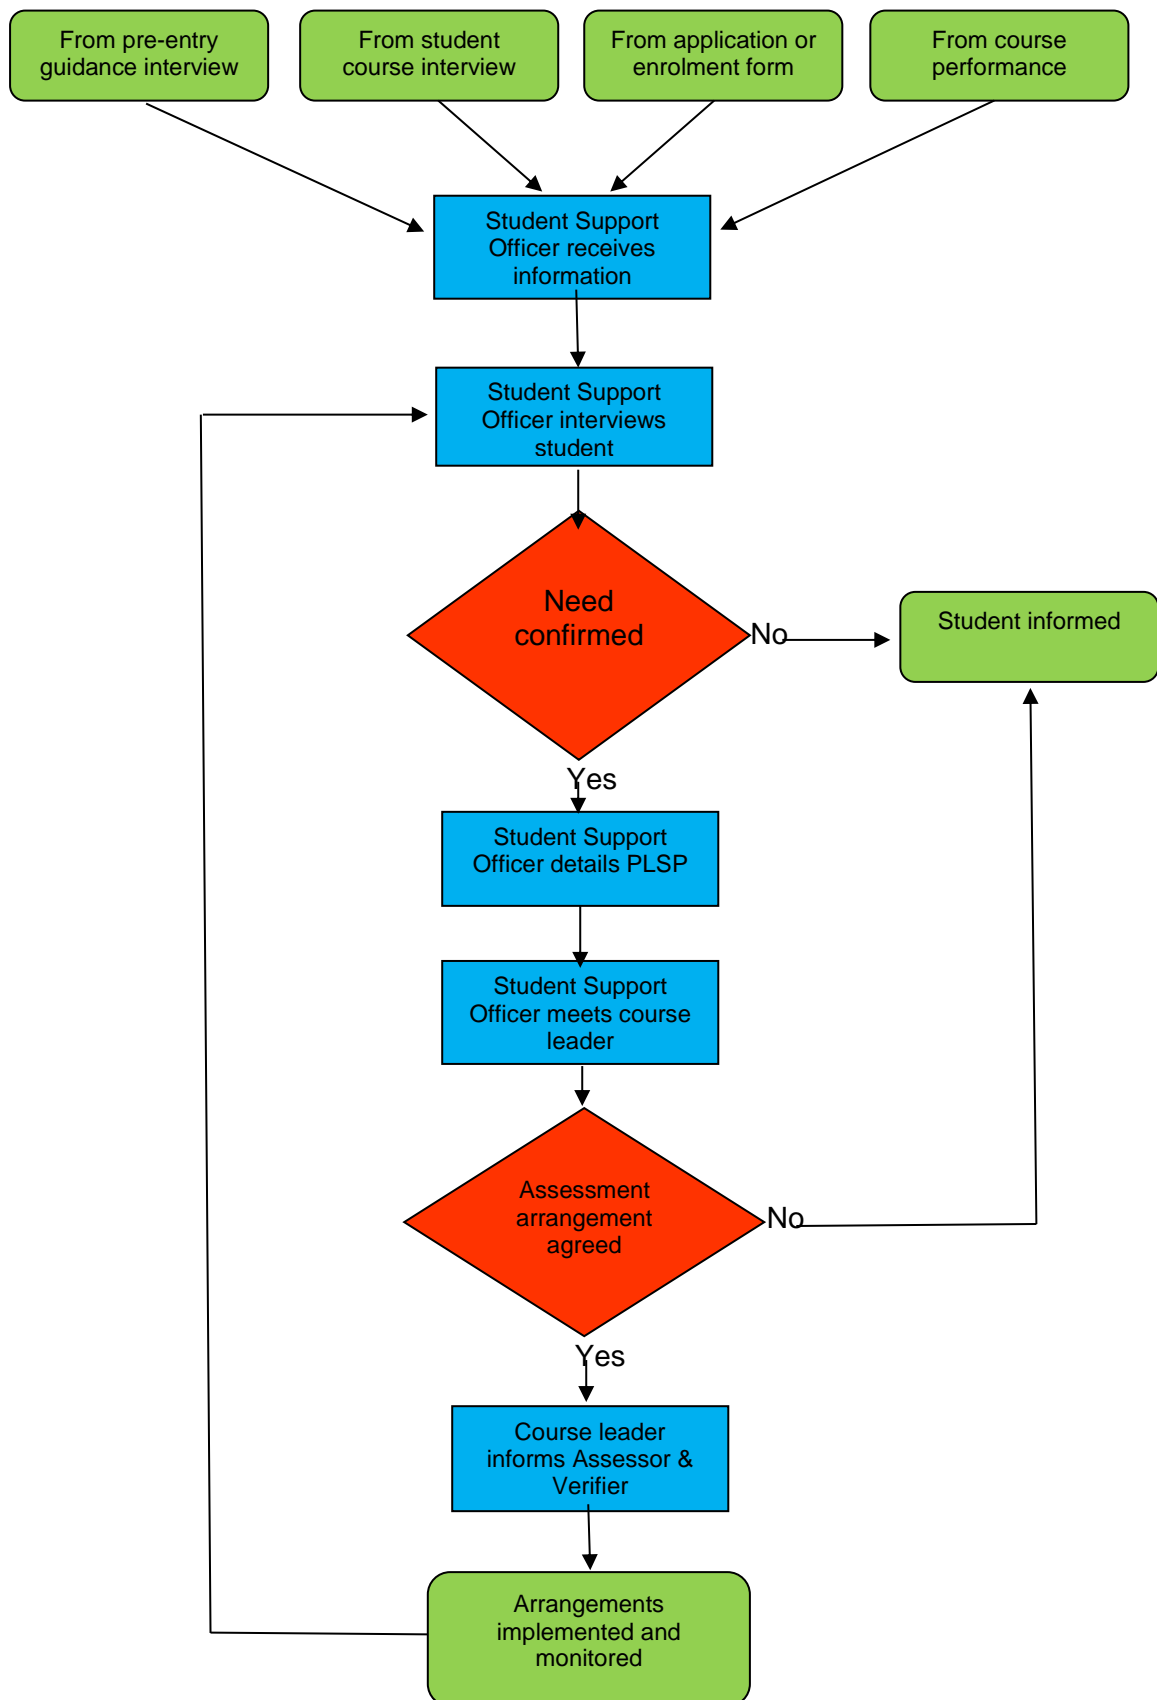 From pre-entry
guidance interview
From student
course interview
From application or
enrolment form
From course
performance
Student Support
Officer receives
information
Student Support
Officer interviews
student
Need
confirmed
No
Student informed
Yes
Student Support
Officer details PLSP
Student Support
Officer meets course
leader
Assessment
arrangement
agreed
No
Yes
Course leader
informs Assessor &
Verifier
Arrangements
implemented and
monitored